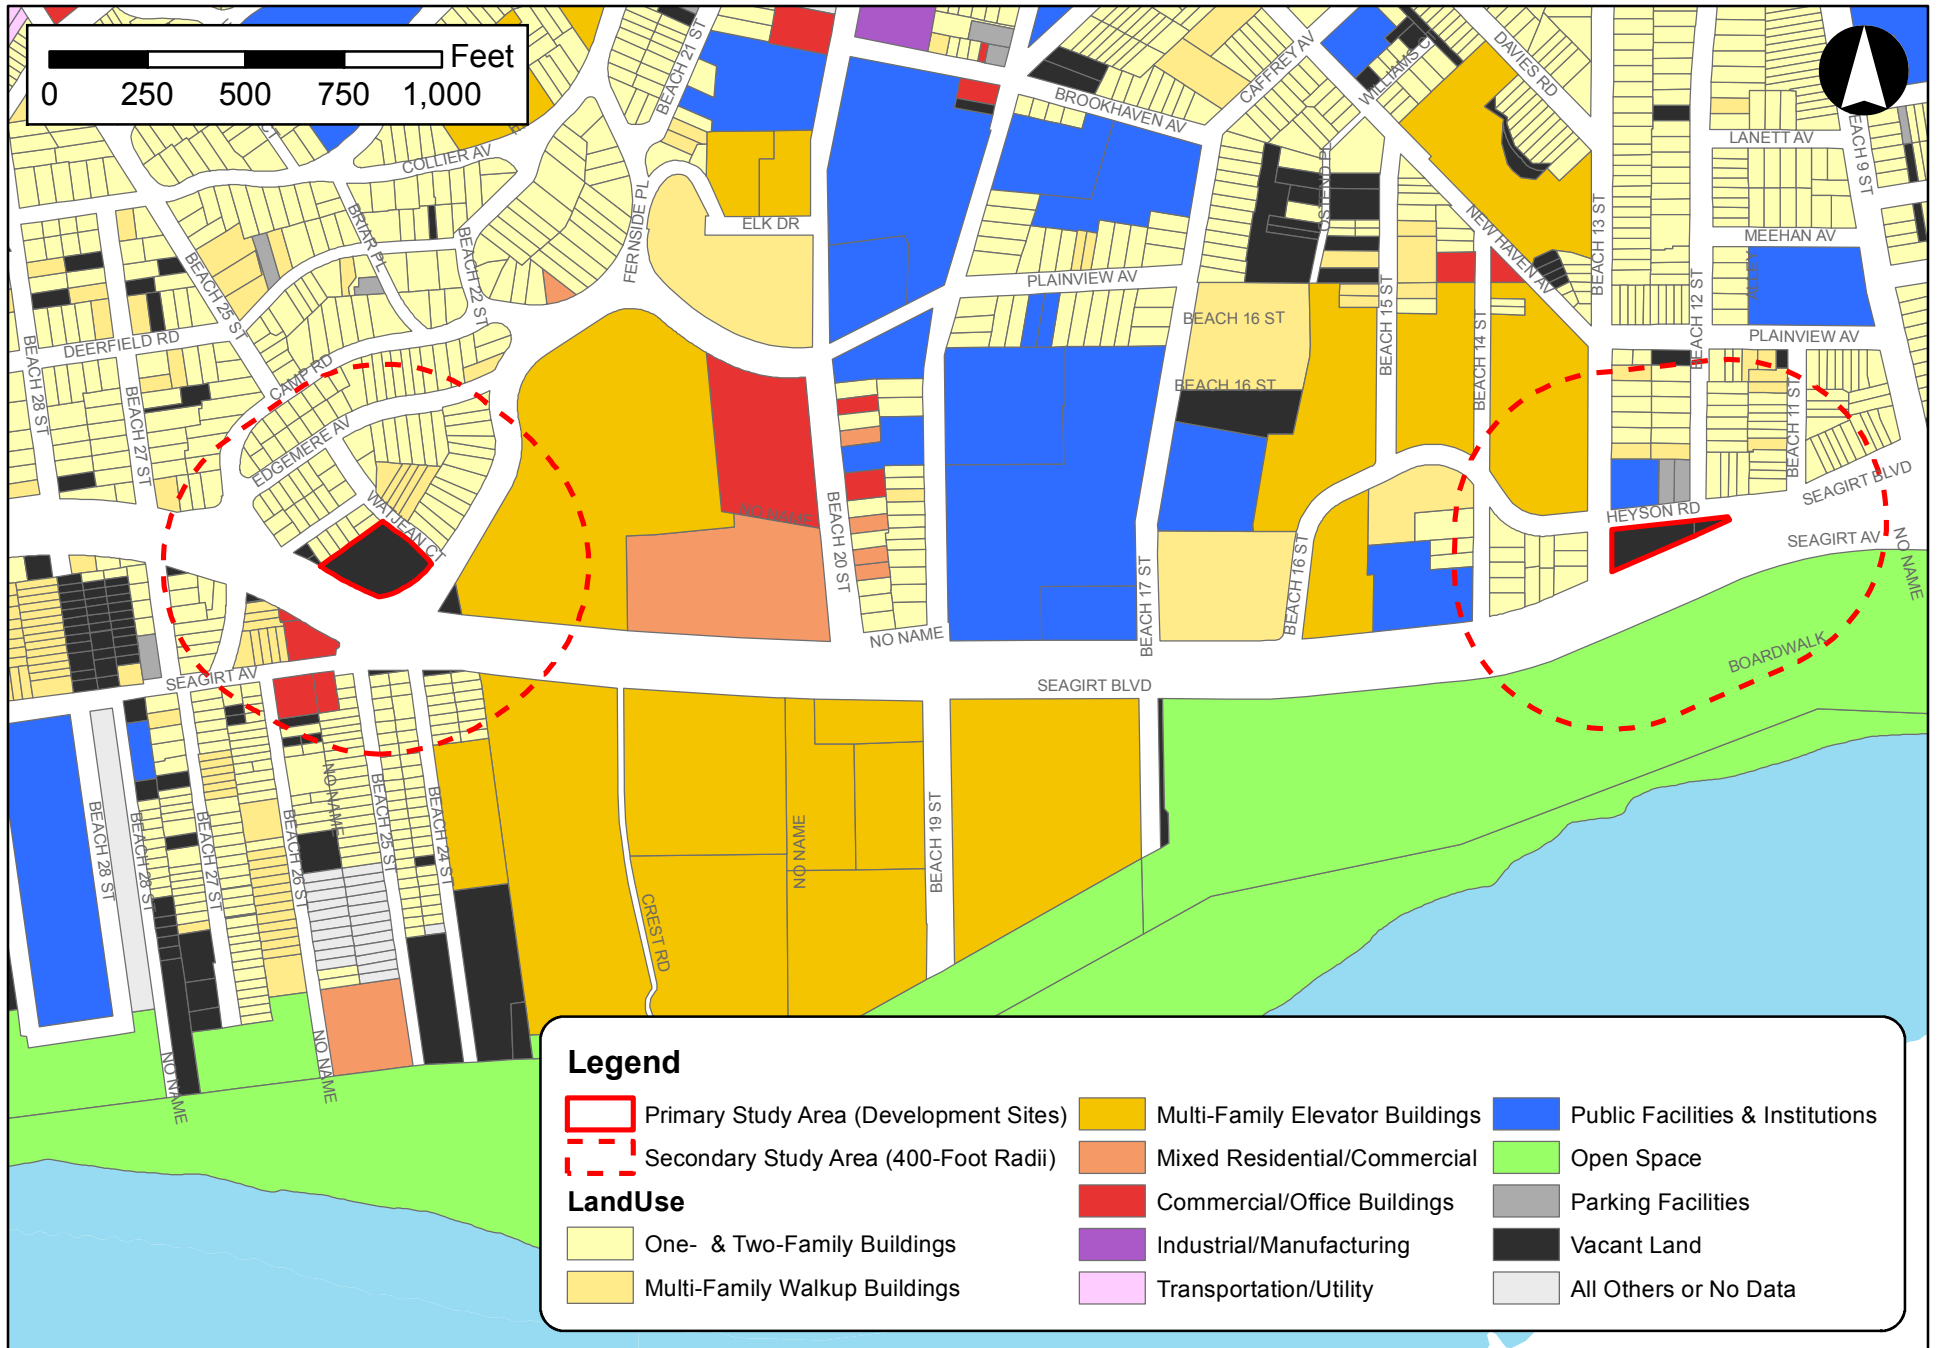 Feet
0 250 500 750 1,000
BEACH 21 ST
CAFFREY AV
WILLIAMS C
DAVIES RD
BROOKHAVEN AV
COLLIER AV
LANETT AV
BEACH 9 ST
BRIAR PL
FERNSIDE PL
ELK DR
OSTEND PL
NEW HAVEN AV
BEACH 13 ST
MEEHAN AV
ALLEY
BEACH 25 ST
BEACH 22 ST
PLAINVIEW AV
BEACH 16 ST
BEACH 15 ST
BEACH 14 ST
BEACH 12 ST
PLAINVIEW AV
DEERFIELD RD
CAMP RD
BEACH 28 ST
BEACH 27 ST
BEACH 16 ST
BEACH 11 ST
EDGEMERE AV
WATJEAN CT
NO NAME
BEACH 20 ST
SEAGIRT BLVD
HEYSON RD
SEAGIRT AV
NO NAME
BEACH 17 ST
BEACH 16 ST
NO NAME
BOARDWALK
SEAGIRT AV
SEAGIRT BLVD
BEACH 28 ST
BEACH 28 ST
BEACH 27 ST
BEACH 26 ST
NO NAME
BEACH 25 ST
BEACH 24 ST
NO NAME
BEACH 19 ST
CREST RD
NO NAME
NO NAME
Legend
Primary Study Area (Development Sites)
Secondary Study Area (400-Foot Radii)
LandUse
One- & Two-Family Buildings
Multi-Family Walkup Buildings
Multi-Family Elevator Buildings
Mixed Residential/Commercial
Commercial/Office Buildings
Industrial/Manufacturing
Transportation/Utility
Public Facilities & Institutions
Open Space
Parking Facilities
Vacant Land
All Others or No Data